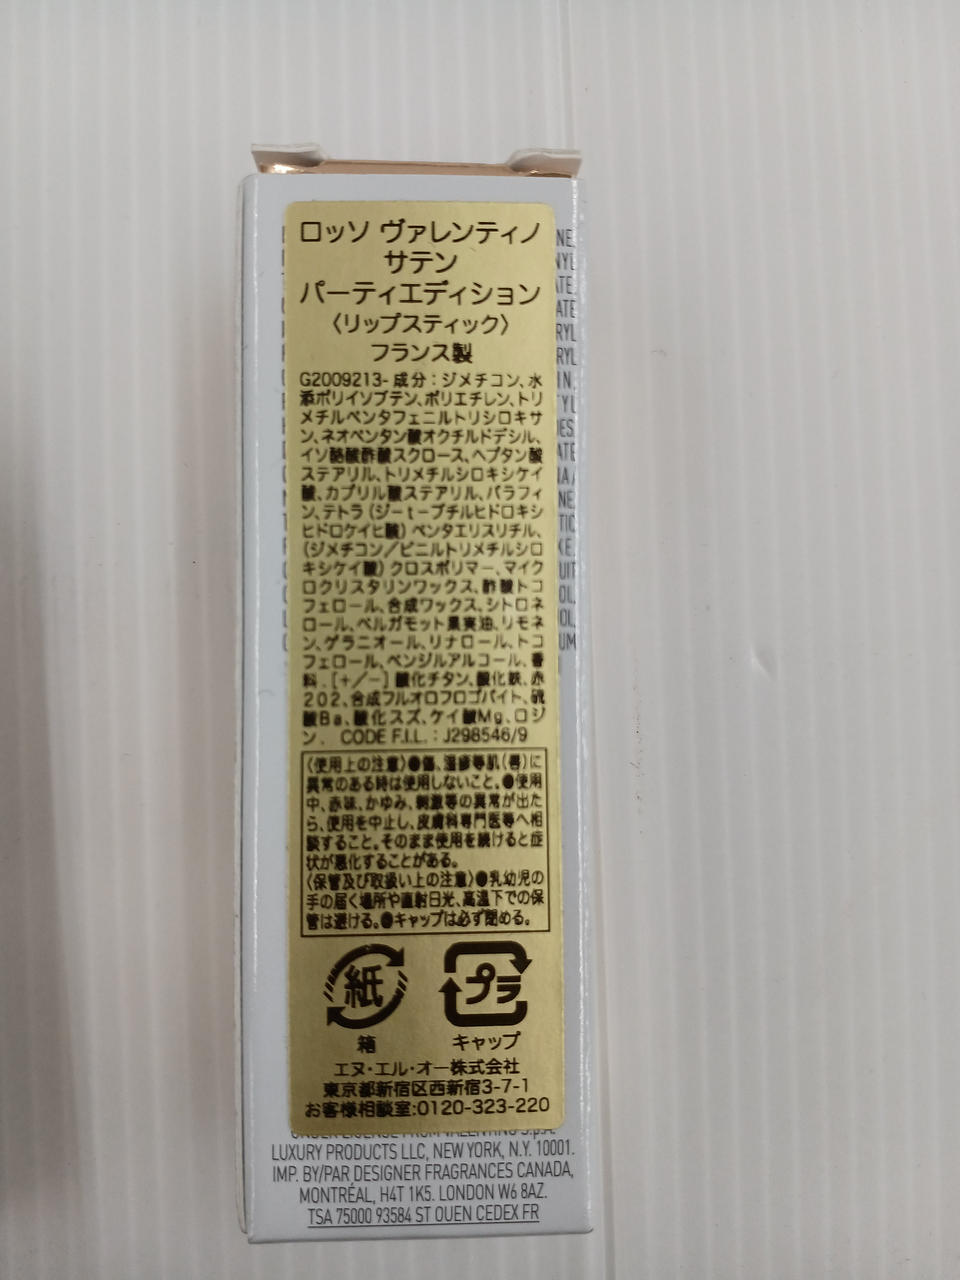 ロッソ ヴァレンティノ
サテン
パーティエディション
〈リップスティック〉
フランス製
G2009213- 成分：ジメチコン、水
添ポリイソブテン、ポリエチレン、トリ
メチルペンタフェニルトリシロキサ
ン、ネオペンタン酸オクチルドデシル、
イソ酪酸酢酸スクロース、ヘプタン酸
ステアリル、トリメチルシロキシケイ
酸、カプリル酸ステアリル、パラフィ
ン、テトラ（ジ－t－ブチルヒドロキシ
ヒドロケイヒ酸）ペンタエリスリチル、
（ジメチコン／ビニルトリメチルシロ
キシケイ酸）クロスポリマー、マイク
ロクリスタリンワックス、酢酸トコ
フェロール、合成ワックス、シトロネ
ロール、ベルガモット果実油、リモネ
ン、ゲラニオール、リナロール、トコ
フェロール、ベンジルアルコール、香
料．[＋／－] 酸化チタン、酸化鉄、赤
202、合成フルオロフロゴパイト、硫
酸Ba、酸化スズ、ケイ酸Mg、ロジ
ン． CODE F.I.L.：J298546/9
〈使用上の注意〉●傷、湿疹等肌（唇）に
異常のある時は使用しないこと。●使用
中、赤味、かゆみ、刺激等の異常が出た
ら、使用を中止し、皮膚科専門医等へ相
談すること。そのまま使用を続けると症
状が悪化することがある。
〈保管及び取扱い上の注意〉●乳幼児の
手の届く場所や直射日光、高温下での保
管は避ける。●キャップは必ず閉める。
紙 プラ
箱 キャップ
エヌ・エル・オー株式会社
東京都新宿区西新宿3-7-1
お客様相談室:0120-323-220
LUXURY PRODUCTS LLC, NEW YORK, N.Y. 10001.
IMP. BY/PAR DESIGNER FRAGRANCES CANADA,
MONTRÉAL, H4T 1K5. LONDON W6 8AZ.
TSA 75000 93584 ST OUEN CEDEX FR